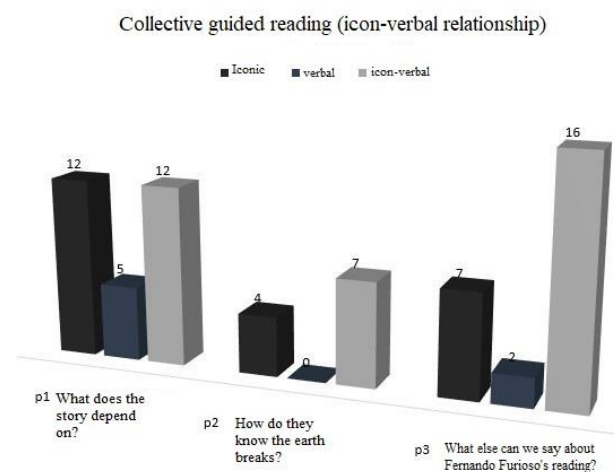 Collective guided reading (icon-verbal relationship)
Iconic verbal icon-verbal
12
5
12
4
0
7
7
2
16
p1 What does the
story depend
on?
p2 How do they
know the earth
breaks?
p3 What else can we say about
Fernando Furioso's reading?